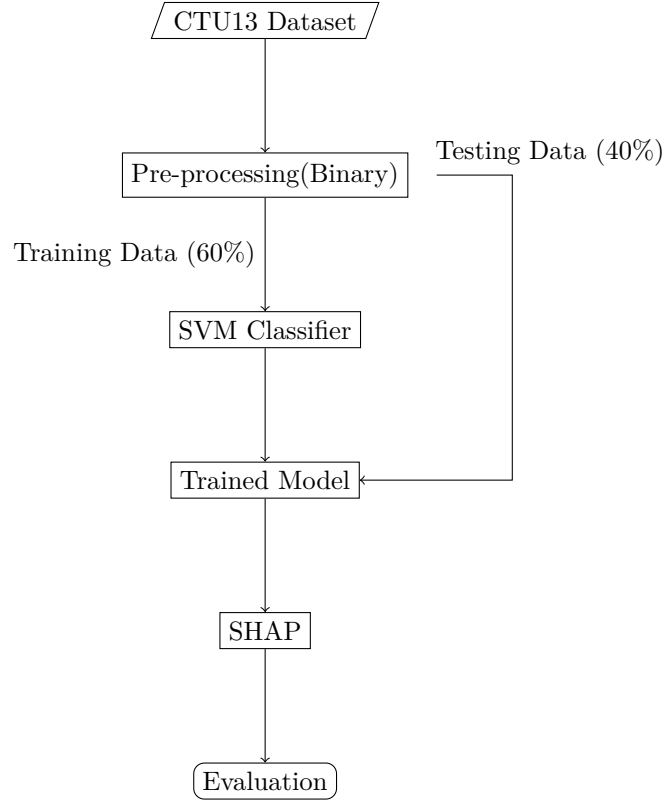 CTU13 Dataset
Pre-processing(Binary)
Testing Data (40%)
Training Data (60%)
SVM Classifier
Trained Model
SHAP
Evaluation